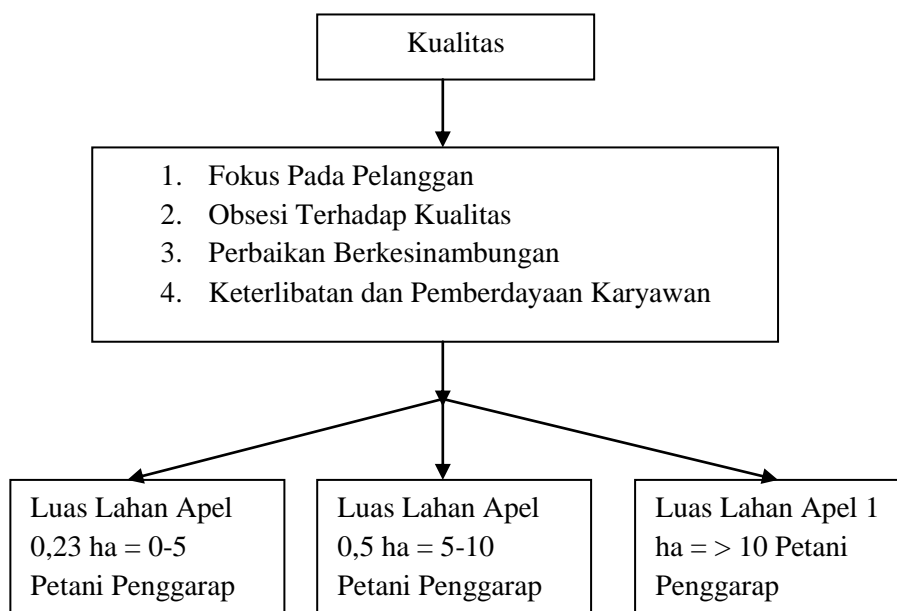 Kualitas
1. Fokus Pada Pelanggan
2. Obsesi Terhadap Kualitas
3. Perbaikan Berkesinambungan
4. Keterlibatan dan Pemberdayaan Karyawan
Luas Lahan Apel
0,23 ha = 0-5
Petani Penggarap
Luas Lahan Apel
0,5 ha = 5-10
Petani Penggarap
Luas Lahan Apel 1
ha = > 10 Petani
Penggarap